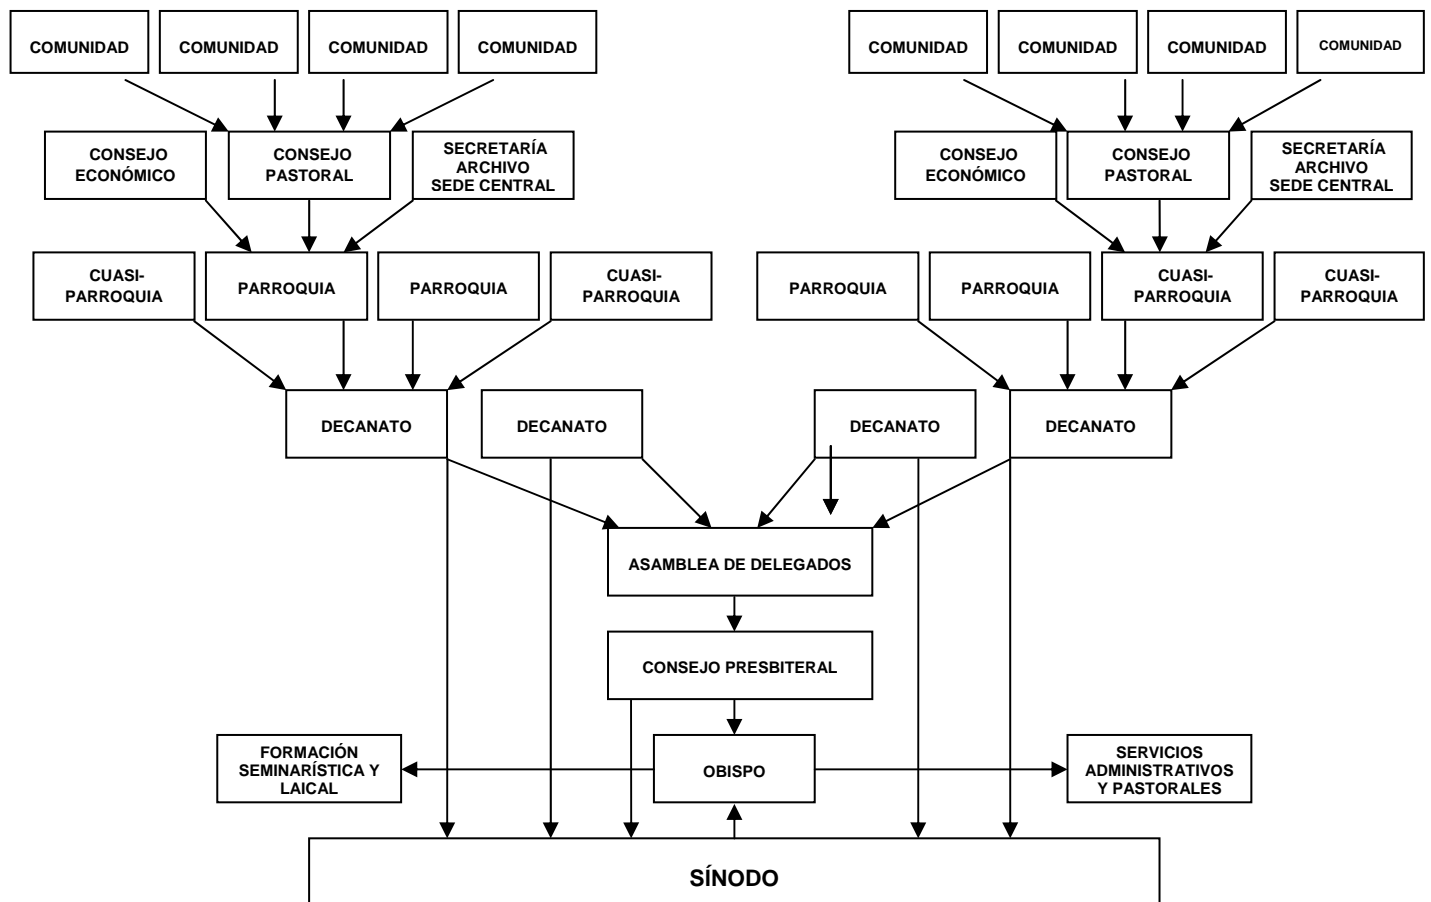 COMUNIDAD
COMUNIDAD
COMUNIDAD
COMUNIDAD
COMUNIDAD
COMUNIDAD
COMUNIDAD
COMUNIDAD
CONSEJO
ECONÓMICO
CONSEJO
PASTORAL
SECRETARÍA
ARCHIVO
SEDE CENTRAL
CONSEJO
ECONÓMICO
CONSEJO
PASTORAL
SECRETARÍA
ARCHIVO
SEDE CENTRAL
CUASI-
PARROQUIA
PARROQUIA
PARROQUIA
CUASI-
PARROQUIA
PARROQUIA
PARROQUIA
CUASI-
PARROQUIA
CUASI-
PARROQUIA
DECANATO
DECANATO
DECANATO
DECANATO
ASAMBLEA DE DELEGADOS
CONSEJO PRESBITERAL
FORMACIÓN
SEMINARÍSTICA Y
LAICAL
OBISPO
SERVICIOS
ADMINISTRATIVOS
Y PASTORALES
SÍNODO